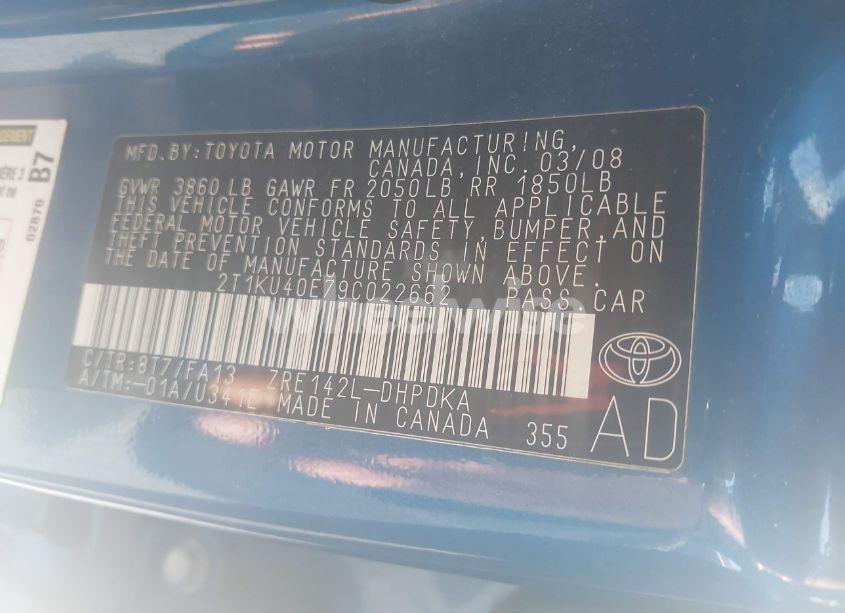 MFD.BY:TOYOTA MOTOR MANUFACTURING,
CANADA,INC. 03/08
GVWR 3860 LB GAWR FR 2050LB RR 1850LB
THIS VEHICLE CONFORMS TO ALL APPLICABLE
FEDERAL MOTOR VEHICLE SAFETY,BUMPER,AND
THEFT PREVENTION STANDARDS IN EFFECT ON
THE DATE OF MANUFACTURE SHOWN ABOVE.
2T1KU40E79C022662 PASS.CAR
wheelwise
C/TR:8T7/FA13 ZRE142L-DHPDKA
A/TM:-01A/U341E MADE IN CANADA 355
AD
B7
02870